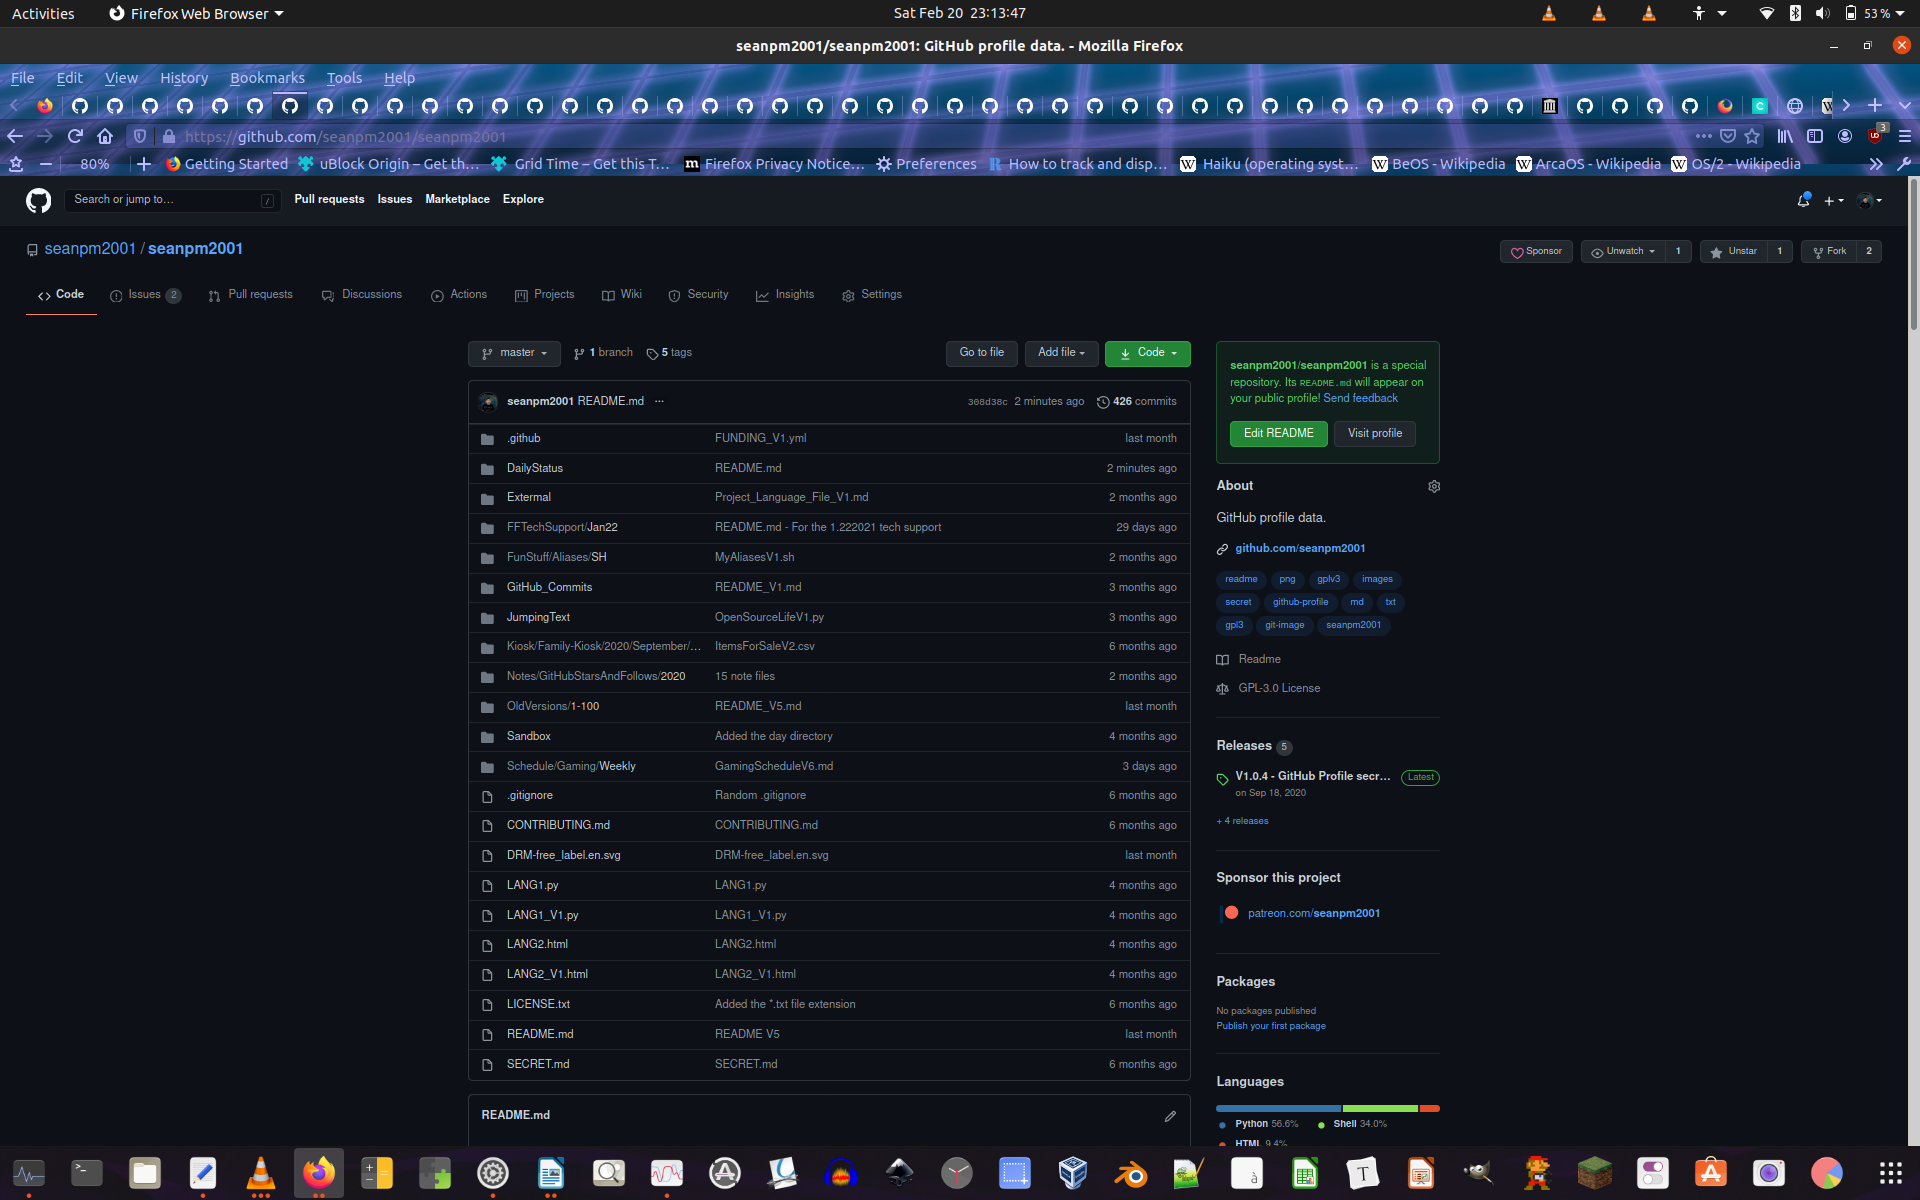 Activities Firefox Web Browser Sat Feb 20 23:13:47 53 %
seanpm2001/seanpm2001: GitHub profile data. - Mozilla Firefox
File Edit View History Bookmarks Tools Help
https://github.com/seanpm2001/seanpm2001 3
80% Getting Started uBlock Origin – Get th… Grid Time – Get this T… Firefox Privacy Notice… Preferences How to track and disp… Haiku (operating syst… BeOS - Wikipedia ArcaOS - Wikipedia OS/2 - Wikipedia
Search or jump to… / Pull requests Issues Marketplace Explore
seanpm2001 / seanpm2001 Sponsor Unwatch 1 Unstar 1 Fork 2
Code Issues 2 Pull requests Discussions Actions Projects Wiki Security Insights Settings
master 1 branch 5 tags Go to file Add file Code
seanpm2001 README.md ... 308d38c 2 minutes ago 426 commits
.github FUNDING_V1.yml last month
DailyStatus README.md 2 minutes ago
Extermal Project_Language_File_V1.md 2 months ago
FFTechSupport/Jan22 README.md - For the 1.222021 tech support 29 days ago
FunStuff/Aliases/SH MyAliasesV1.sh 2 months ago
GitHub_Commits README_V1.md 3 months ago
JumpingText OpenSourceLifeV1.py 3 months ago
Kiosk/Family-Kiosk/2020/September/… ItemsForSaleV2.csv 6 months ago
Notes/GitHubStarsAndFollows/2020 15 note files 2 months ago
OldVersions/1-100 README_V5.md last month
Sandbox Added the day directory 4 months ago
Schedule/Gaming/Weekly GamingScheduleV6.md 3 days ago
.gitignore Random .gitignore 6 months ago
CONTRIBUTING.md CONTRIBUTING.md 6 months ago
DRM-free_label.en.svg DRM-free_label.en.svg last month
LANG1.py LANG1.py 4 months ago
LANG1_V1.py LANG1_V1.py 4 months ago
LANG2.html LANG2.html 4 months ago
LANG2_V1.html LANG2_V1.html 4 months ago
LICENSE.txt Added the *.txt file extension 6 months ago
README.md README V5 last month
SECRET.md SECRET.md 6 months ago
README.md
seanpm2001/seanpm2001 is a special
repository. Its README.md will appear on
your public profile! Send feedback
Edit README Visit profile
About
GitHub profile data.
github.com/seanpm2001
readme png gplv3 images
secret github-profile md txt
gpl3 git-image seanpm2001
Readme
GPL-3.0 License
Releases 5
V1.0.4 - GitHub Profile secr… Latest
on Sep 18, 2020
+ 4 releases
Sponsor this project
patreon.com/seanpm2001
Packages
No packages published
Publish your first package
Languages
Python 56.6% Shell 34.0%
HTML 9.4%